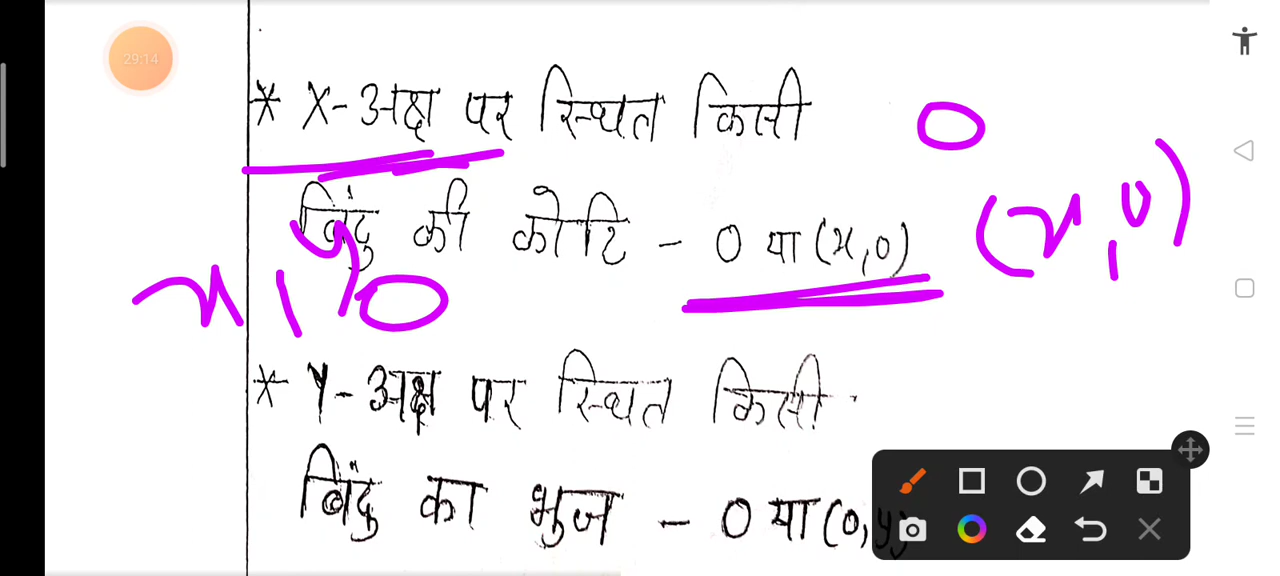 29:14
* X-अक्ष पर स्थित किसी
बिंदु की कोटि - 0 या (x,0)
0
(x,0)
x, y 0
* Y-अक्ष पर स्थित किसी
बिंदु का भुज - 0 या (0, y)